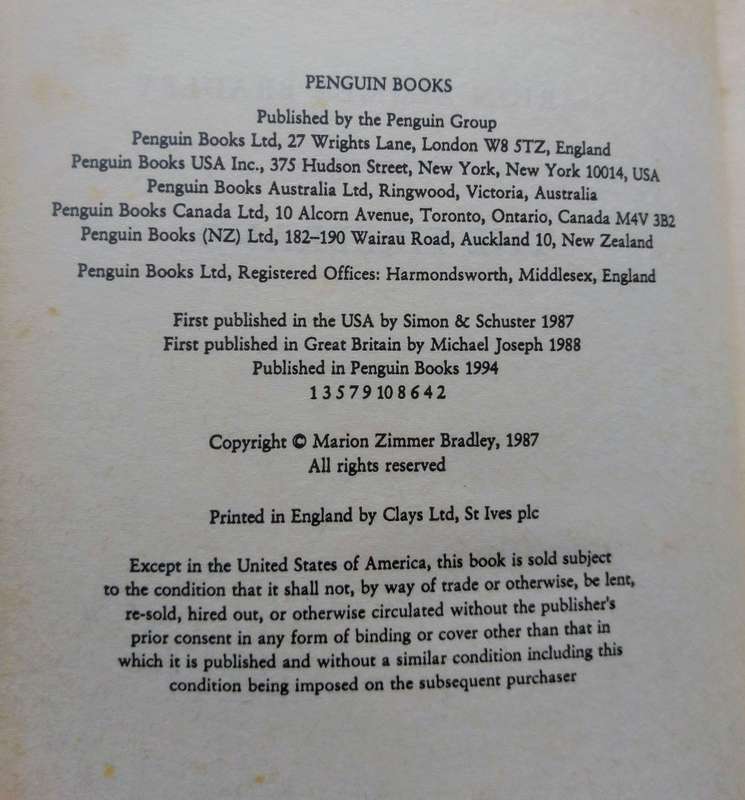 PENGUIN BOOKS
Published by the Penguin Group
Penguin Books Ltd, 27 Wrights Lane, London W8 5TZ, England
Penguin Books USA Inc., 375 Hudson Street, New York, New York 10014, USA
Penguin Books Australia Ltd, Ringwood, Victoria, Australia
Penguin Books Canada Ltd, 10 Alcorn Avenue, Toronto, Ontario, Canada M4V 3B2
Penguin Books (NZ) Ltd, 182–190 Wairau Road, Auckland 10, New Zealand
Penguin Books Ltd, Registered Offices: Harmondsworth, Middlesex, England
First published in the USA by Simon & Schuster 1987
First published in Great Britain by Michael Joseph 1988
Published in Penguin Books 1994
1 3 5 7 9 10 8 6 4 2
Copyright © Marion Zimmer Bradley, 1987
All rights reserved
Printed in England by Clays Ltd, St Ives plc
Except in the United States of America, this book is sold subject
to the condition that it shall not, by way of trade or otherwise, be lent,
re-sold, hired out, or otherwise circulated without the publisher's
prior consent in any form of binding or cover other than that in
which it is published and without a similar condition including this
condition being imposed on the subsequent purchaser